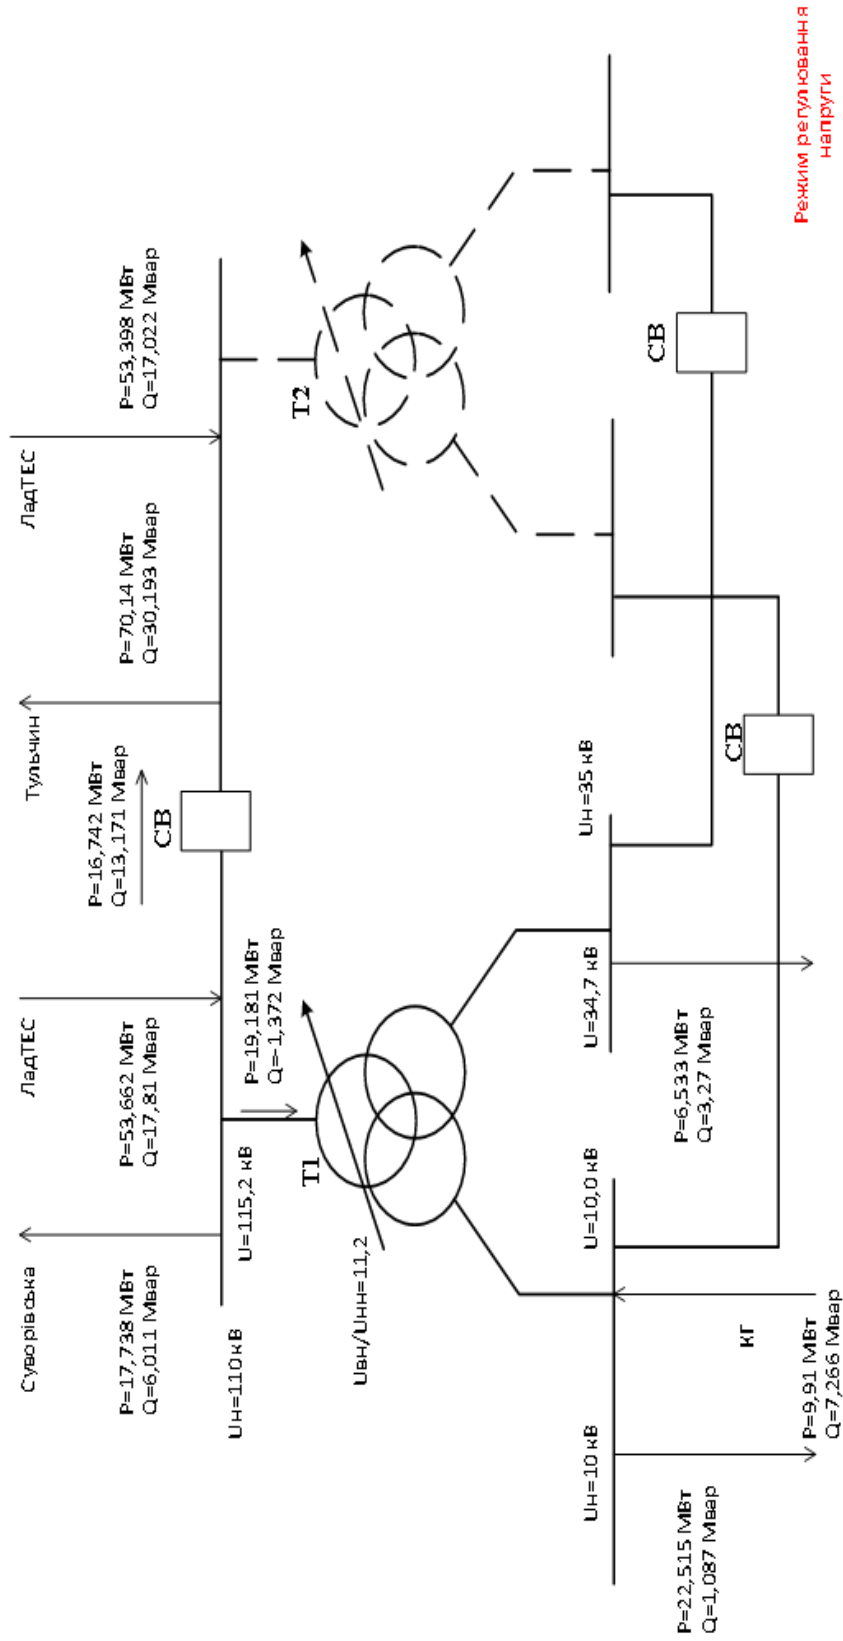 Суворівська
P=17,738 МВт
Q=6,011 Мвар
ЛадТЕС
P=53,662 МВт
Q=17,81 Мвар
P=16,742 МВт
Q=13,171 Мвар
СВ
Тульчин
P=70,14 МВт
Q=30,193 Мвар
ЛадТЕС
P=53,398 МВт
Q=17,022 Мвар
Uн=110 кВ
U=115,2 кВ
P=19,181 МВт
Q=-1,372 Мвар
Uвн/Uнн=11,2
Т1
Т2
Uн=10 кВ
U=10,0 кВ
U=34,7 кВ
Uн=35 кВ
СВ
P=22,515 МВт
Q=1,087 Мвар
КГ
P=9,91 МВт
Q=7,266 Мвар
P=6,533 МВт
Q=3,27 Мвар
СВ
Режим регулювання
напруги